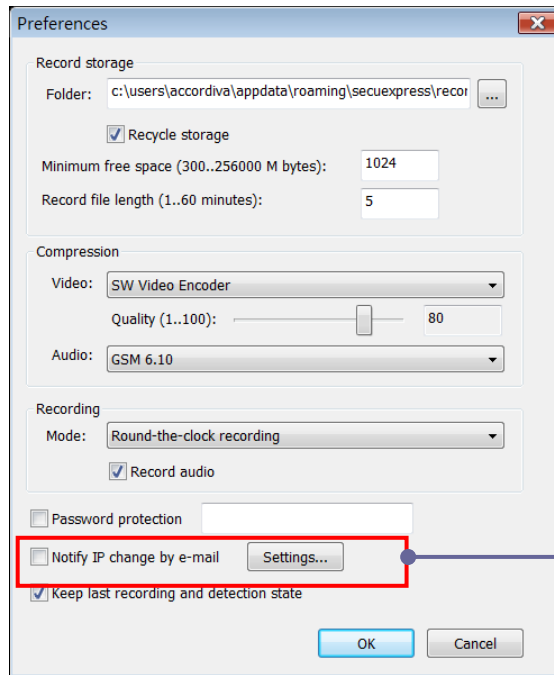 Preferences
Record storage
Folder: c:\users\accordiva\appdata\roaming\secuexpress\recor ...
Recycle storage
Minimum free space (300..256000 M bytes): 1024
Record file length (1..60 minutes): 5
Compression
Video: SW Video Encoder
Quality (1..100): 80
Audio: GSM 6.10
Recording
Mode: Round-the-clock recording
Record audio
Password protection
Notify IP change by e-mail Settings...
Keep last recording and detection state
OK Cancel